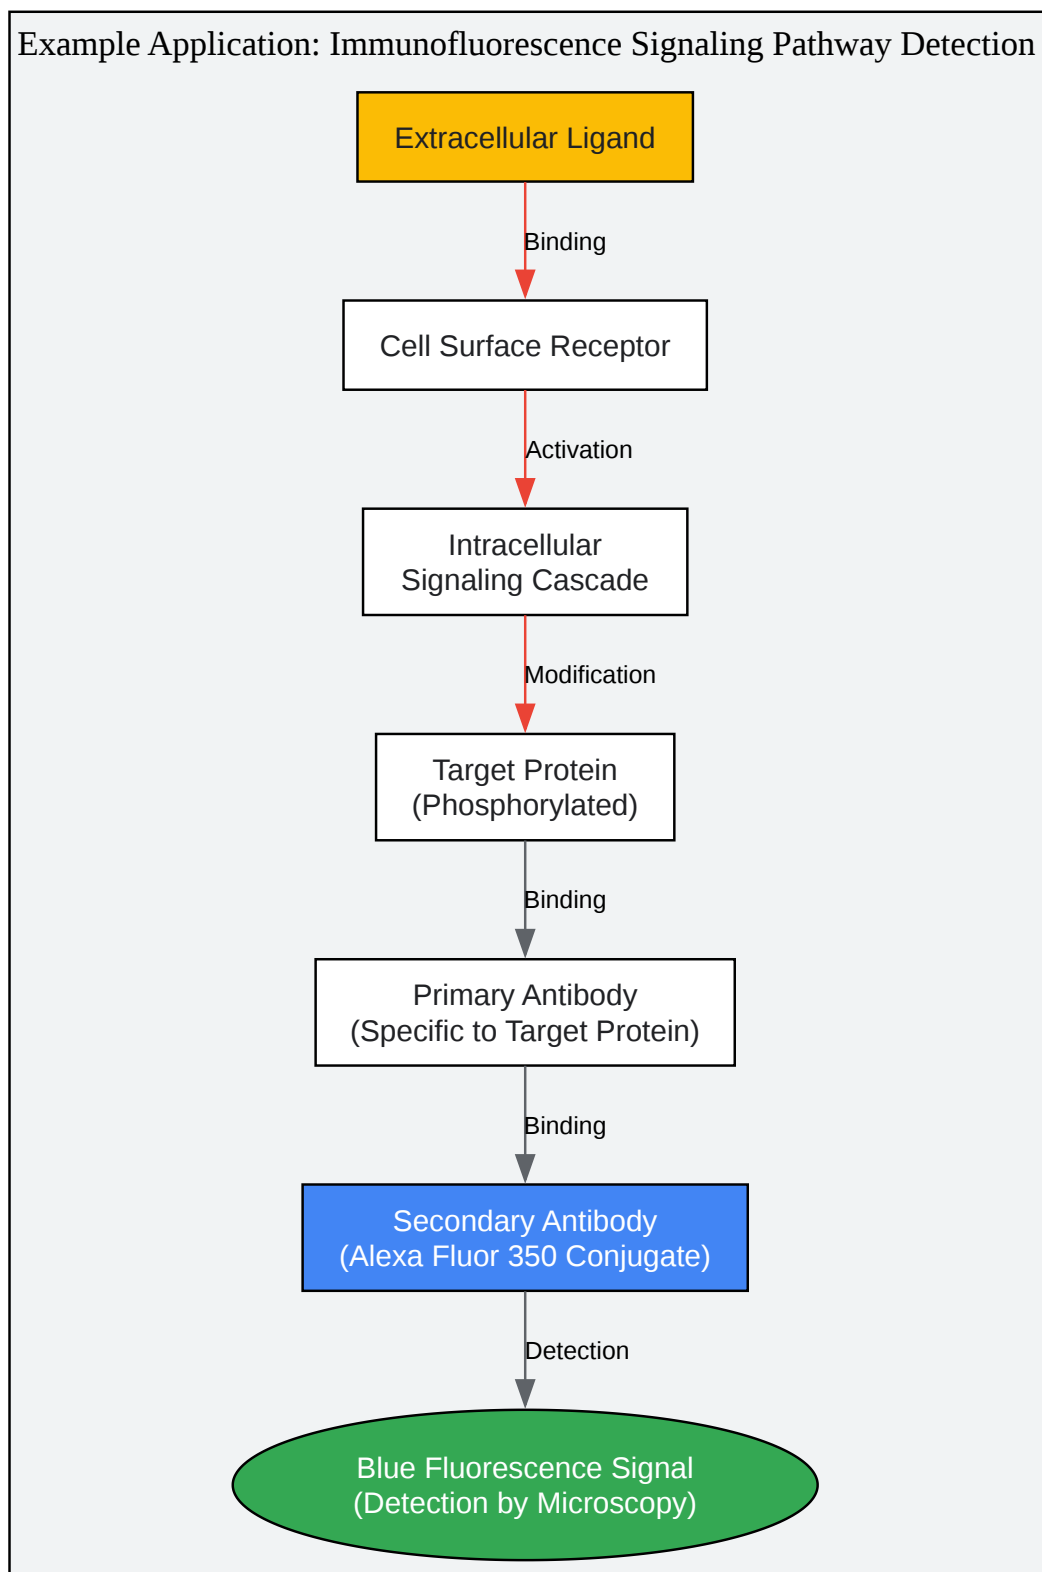 Example Application: Immunofluorescence Signaling Pathway Detection
Extracellular Ligand
Binding
Cell Surface Receptor
Activation
Intracellular
Signaling Cascade
Modification
Target Protein
(Phosphorylated)
Binding
Primary Antibody
(Specific to Target Protein)
Binding
Secondary Antibody
(Alexa Fluor 350 Conjugate)
Detection
Blue Fluorescence Signal
(Detection by Microscopy)